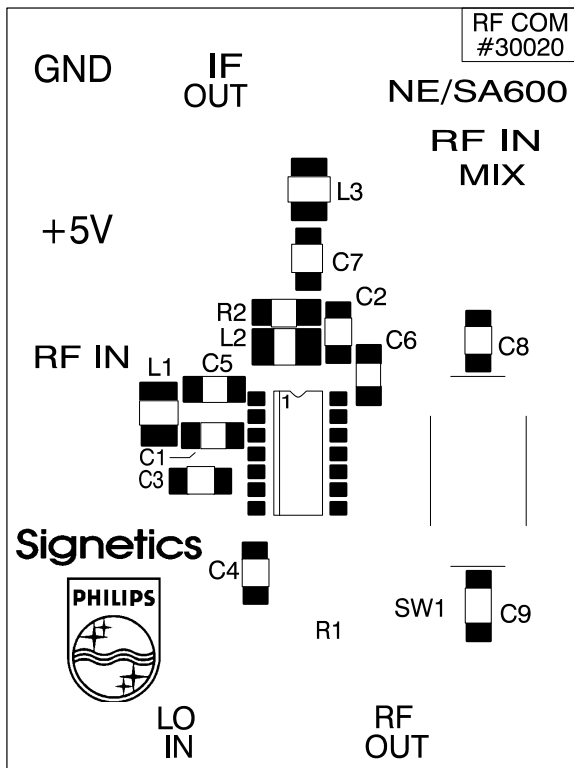 RF COM
#30020
GND
IF
OUT
NE/SA600
RF IN
MIX
L3
+5V
C7
R2
C2
L2
C6
C8
RF IN
L1
C5
1
C1
C3
Signetics
C4
PHILIPS
SW1
C9
R1
LO
IN
RF
OUT